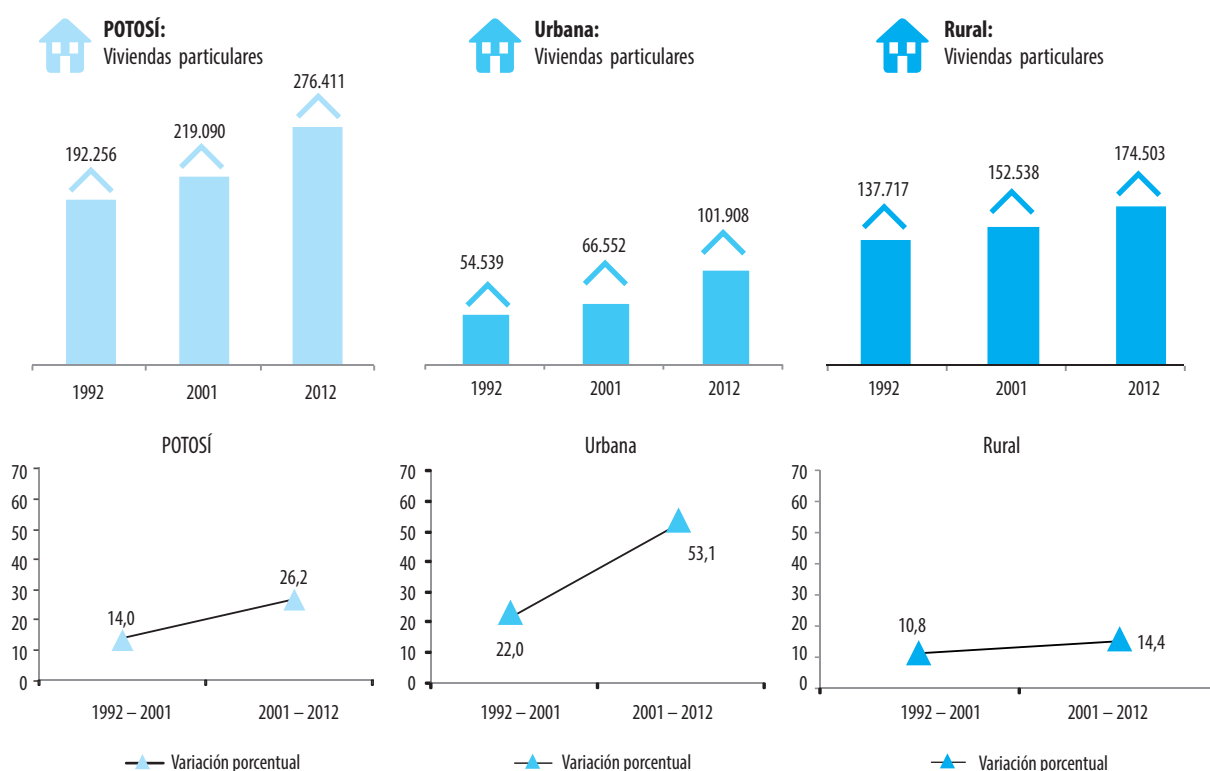 POTOSÍ:
Viviendas particulares
192.256
219.090
276.411
1992
2001
2012
Urbana:
Viviendas particulares
54.539
66.552
101.908
1992
2001
2012
Rural:
Viviendas particulares
137.717
152.538
174.503
1992
2001
2012
POTOSÍ
70
60
50
40
30
20
10
0
14,0
26,2
1992 – 2001
2001 – 2012
Variación porcentual
Urbana
70
60
50
40
30
20
10
0
22,0
53,1
1992 – 2001
2001 – 2012
Variación porcentual
Rural
70
60
50
40
30
20
10
0
10,8
14,4
1992 – 2001
2001 – 2012
Variación porcentual